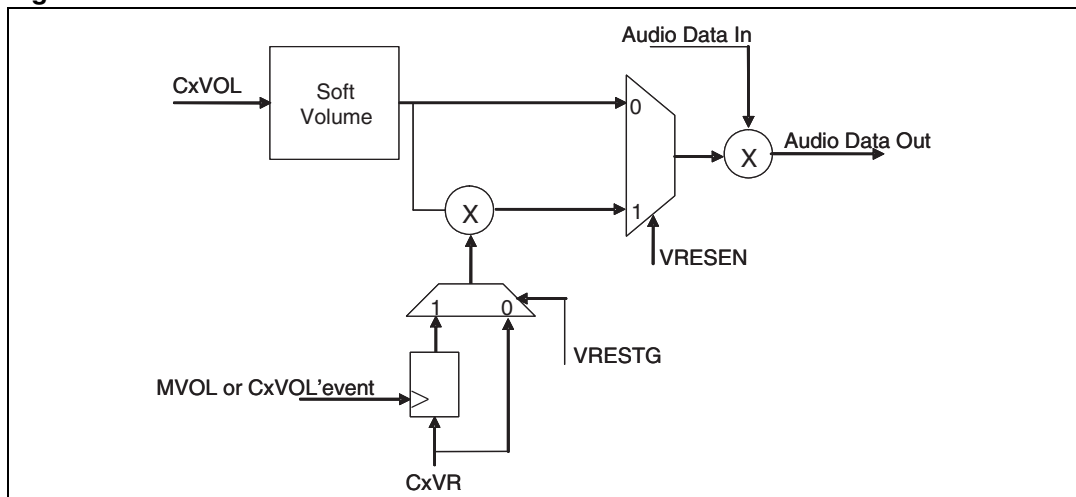 Audio Data In
CxVOL
Soft
Volume
0
X
Audio Data Out
X
1
VRESEN
1
0
VRESTG
MVOL or CxVOL'event
CxVR